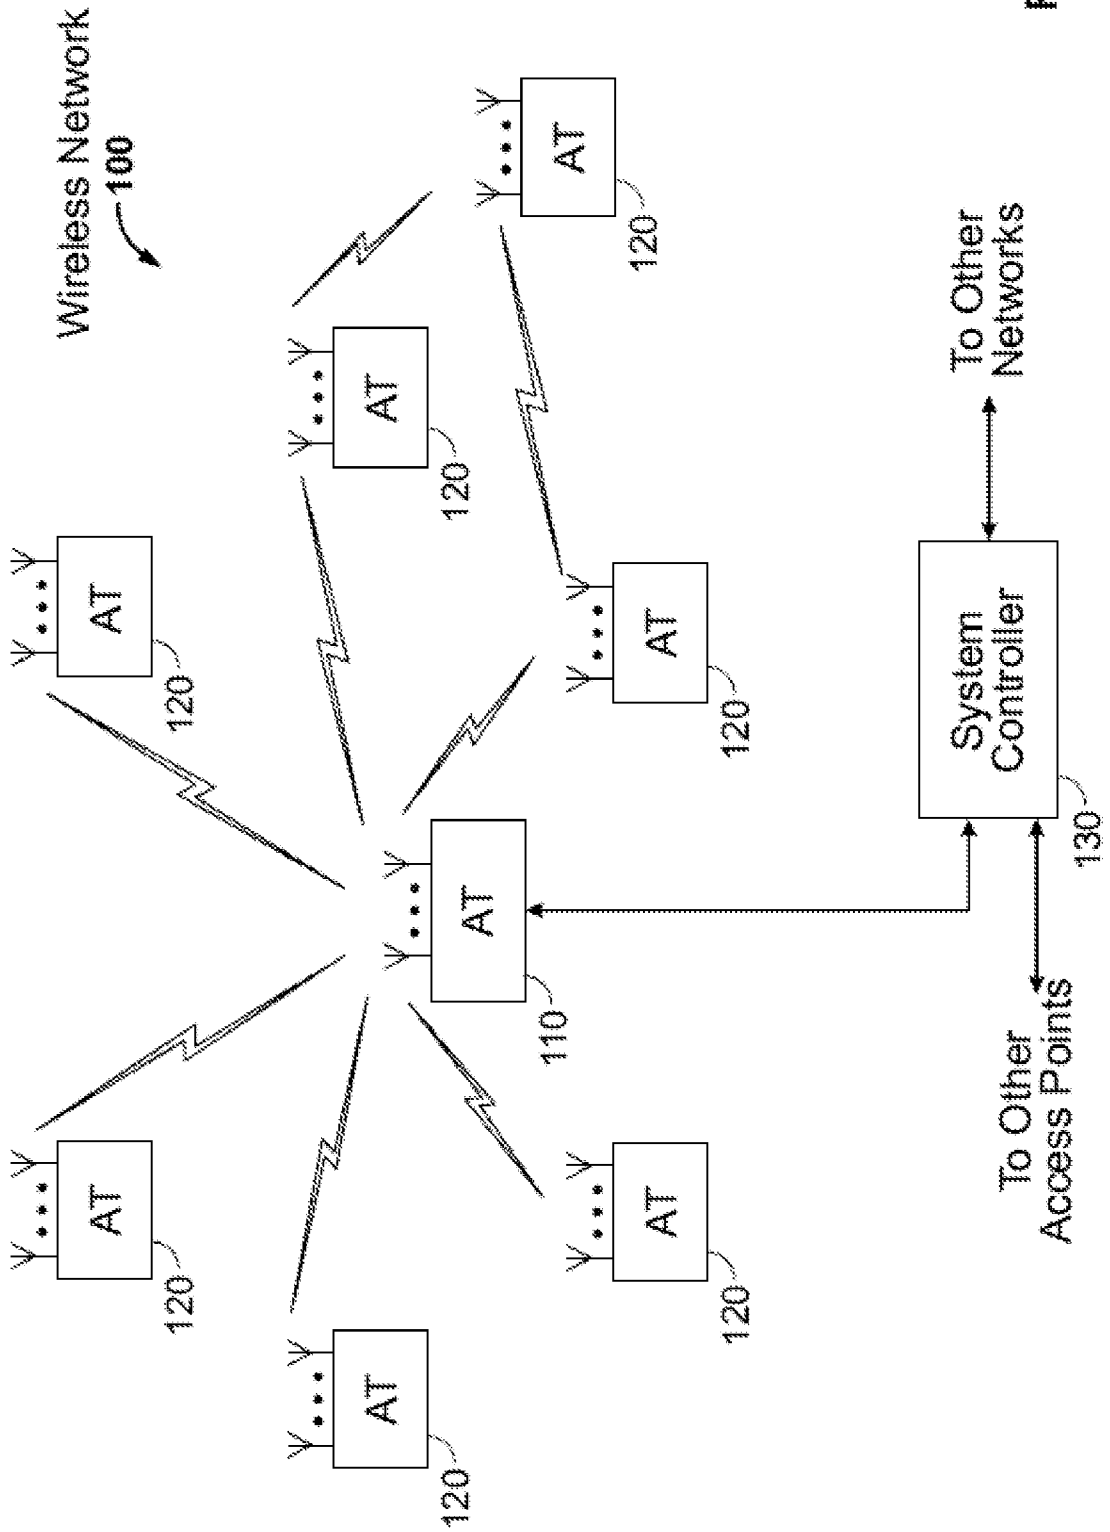 Wireless Network
100
AT
120
AT
120
AT
120
AT
120
AT
120
AT
110
AT
120
AT
120
System
Controller
130
To Other
Access Points
To Other
Networks